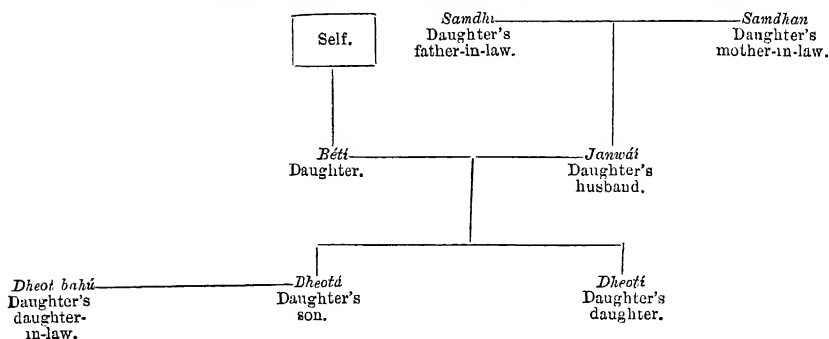 Self.
Samdhi
Daughter's
father-in-law.
Samdhan
Daughter's
mother-in-law.
Bétí
Daughter.
Janwái
Daughter's
husband.
Dheot bahú
Daughter's
daughter-
in-law.
Dheotá
Daughter's
son.
Dheotí
Daughter's
daughter.